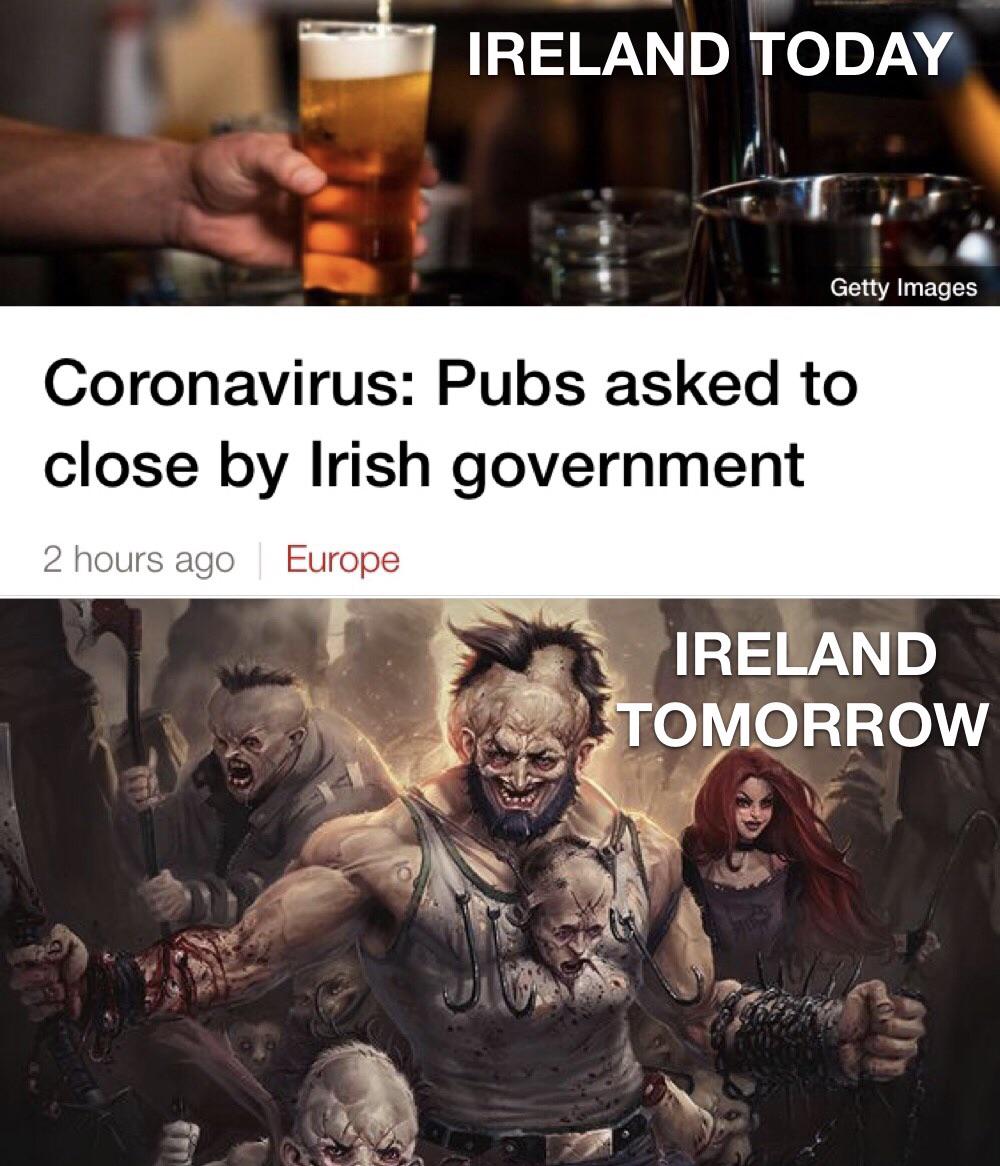 IRELAND TODAY
Getty Images
Coronavirus: Pubs asked to
close by Irish government
2 hours ago | Europe
IRELAND
TOMORROW